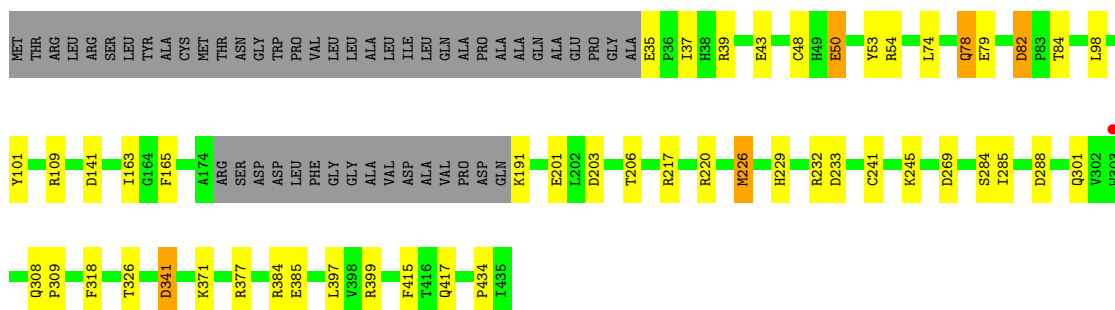 MET THR ARG LEU ARG SER LEU TYR ALA CYS MET THR ASN GLY TRP PRO VAL LEU LEU ALA LEU ILE LEU GLN ALA PRO ALA ALA GLN ALA GLU PRO GLY ALA E35 P36 I37 H38 R39 E43 C48 H49 E50 Y53 R54 L74 Q78 E79 D82 P83 T84 L98
Y101 R109 D141 I163 G164 F165 A174 ARG SER ASP ASP LEU PHE GLY GLY ALA VAL ASP ALA VAL PRO ASP GLN K191 E201 L202 D203 T206 R217 R220 M226 H229 R232 D233 C241 K245 D269 S284 I285 D288 Q301 V302
Q308 P309 F318 T326 D341 K371 R377 R384 E385 L397 V398 R399 F415 T416 Q417 P434 I435